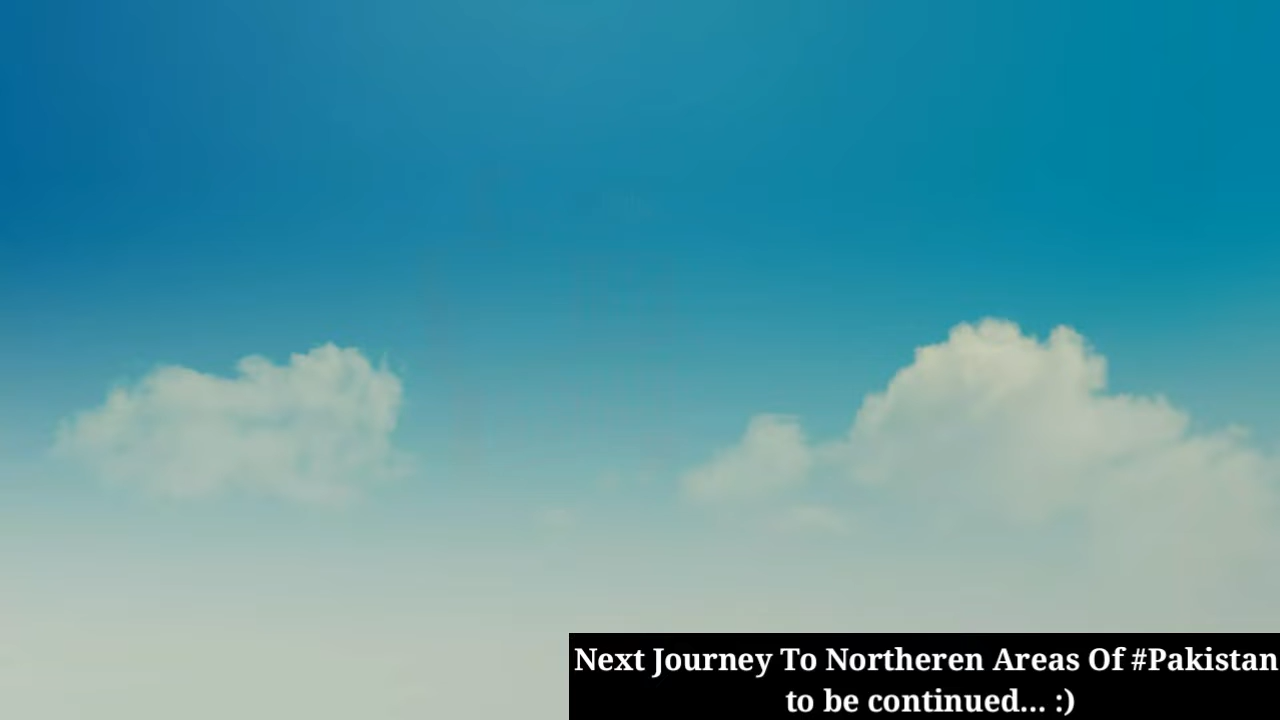 Next Journey To Northeren Areas Of #Pakistan
to be continued... :)